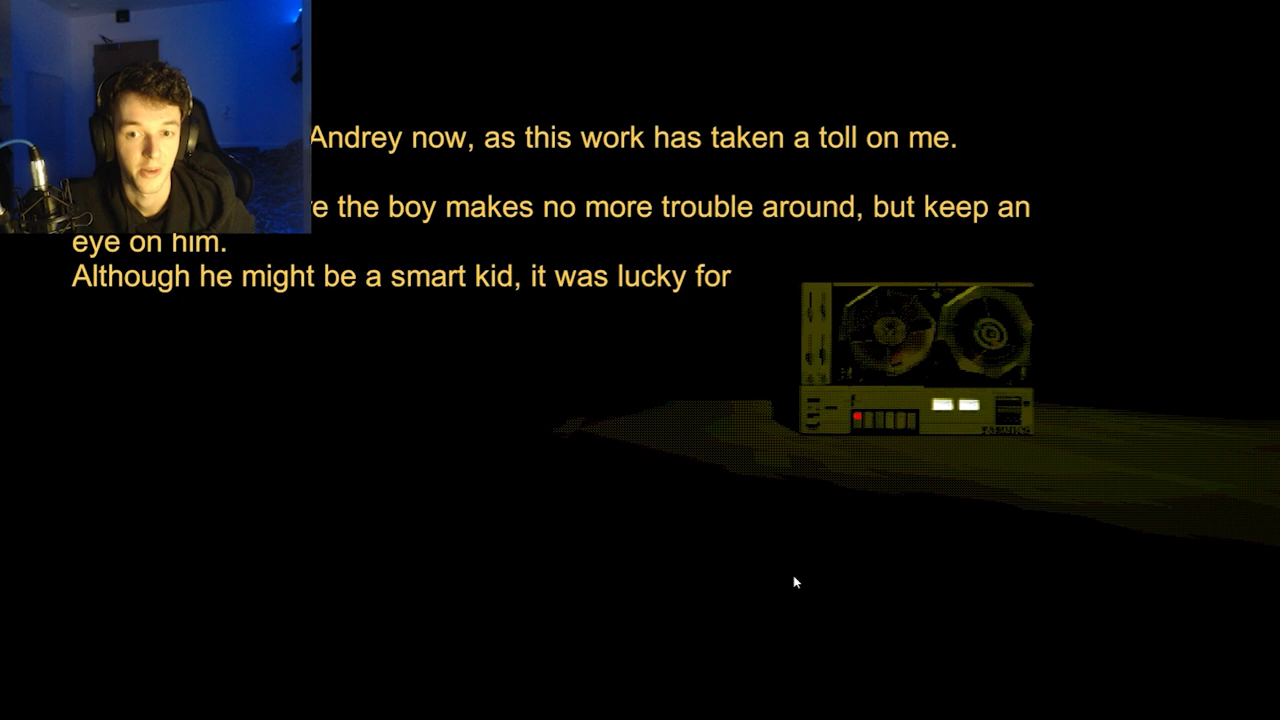 Andrey now, as this work has taken a toll on me.
the boy makes no more trouble around, but keep an
eye on him.
Although he might be a smart kid, it was lucky for